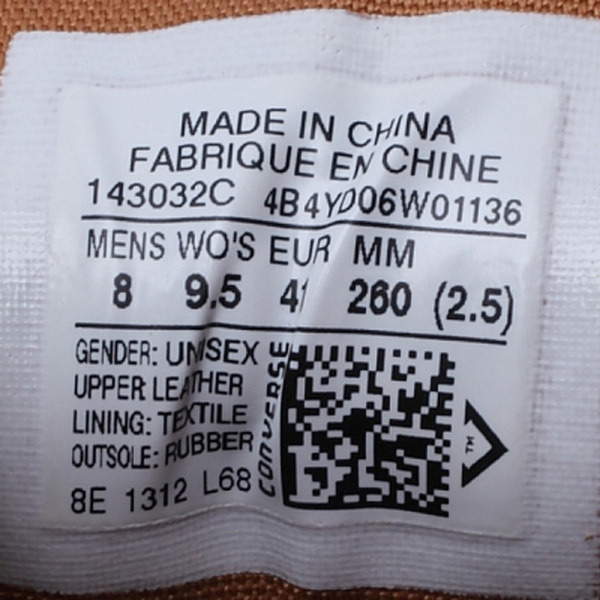 MADE IN CHINA
FABRIQUE EN CHINE
143032C 4B4YD06W01136
MENS WO'S EUR MM
8 9.5 41 260 (2.5)
GENDER: UNISEX
UPPER LEATHER
LINING: TEXTILE
OUTSOLE: RUBBER
8E 1312 L68
CONVERSE
TM